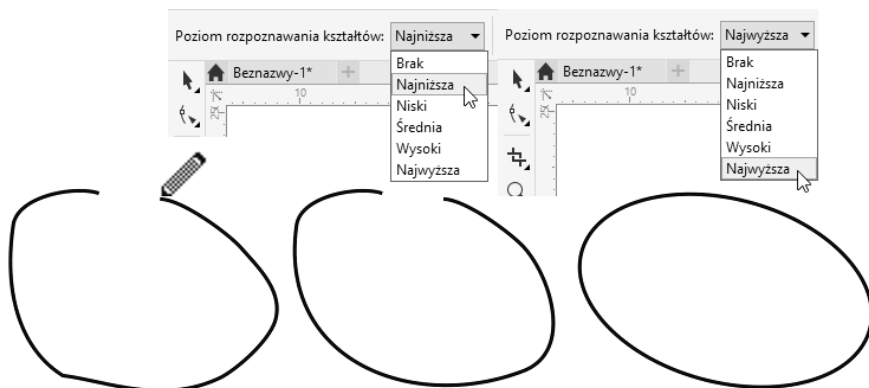 Poziom rozpoznawania kształtów: Najniższa
Brak
Najniższa
Niski
Średnia
Wysoki
Najwyższa
Beznazwy-1*
10
250
Poziom rozpoznawania kształtów: Najwyższa
Brak
Najniższa
Niski
Średnia
Wysoki
Najwyższa
Beznazwy-1*
10